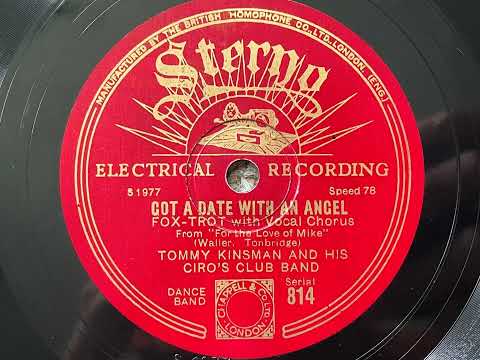 MANUFACTURED BY THE BRITISH HOMOPHONE CO., LTD. LONDON. (ENG.)
Sterno
ELECTRICAL RECORDING
S 1977 Speed 78
GOT A DATE WITH AN ANGEL
FOX-TROT with Vocal Chorus
From "For the Love of Mike"
(Waller. Tonbridge)
TOMMY KINSMAN AND HIS
CIRO'S CLUB BAND
DANCE
BAND
CHAPPELL & CO. LTD.
LONDON
Serial
814